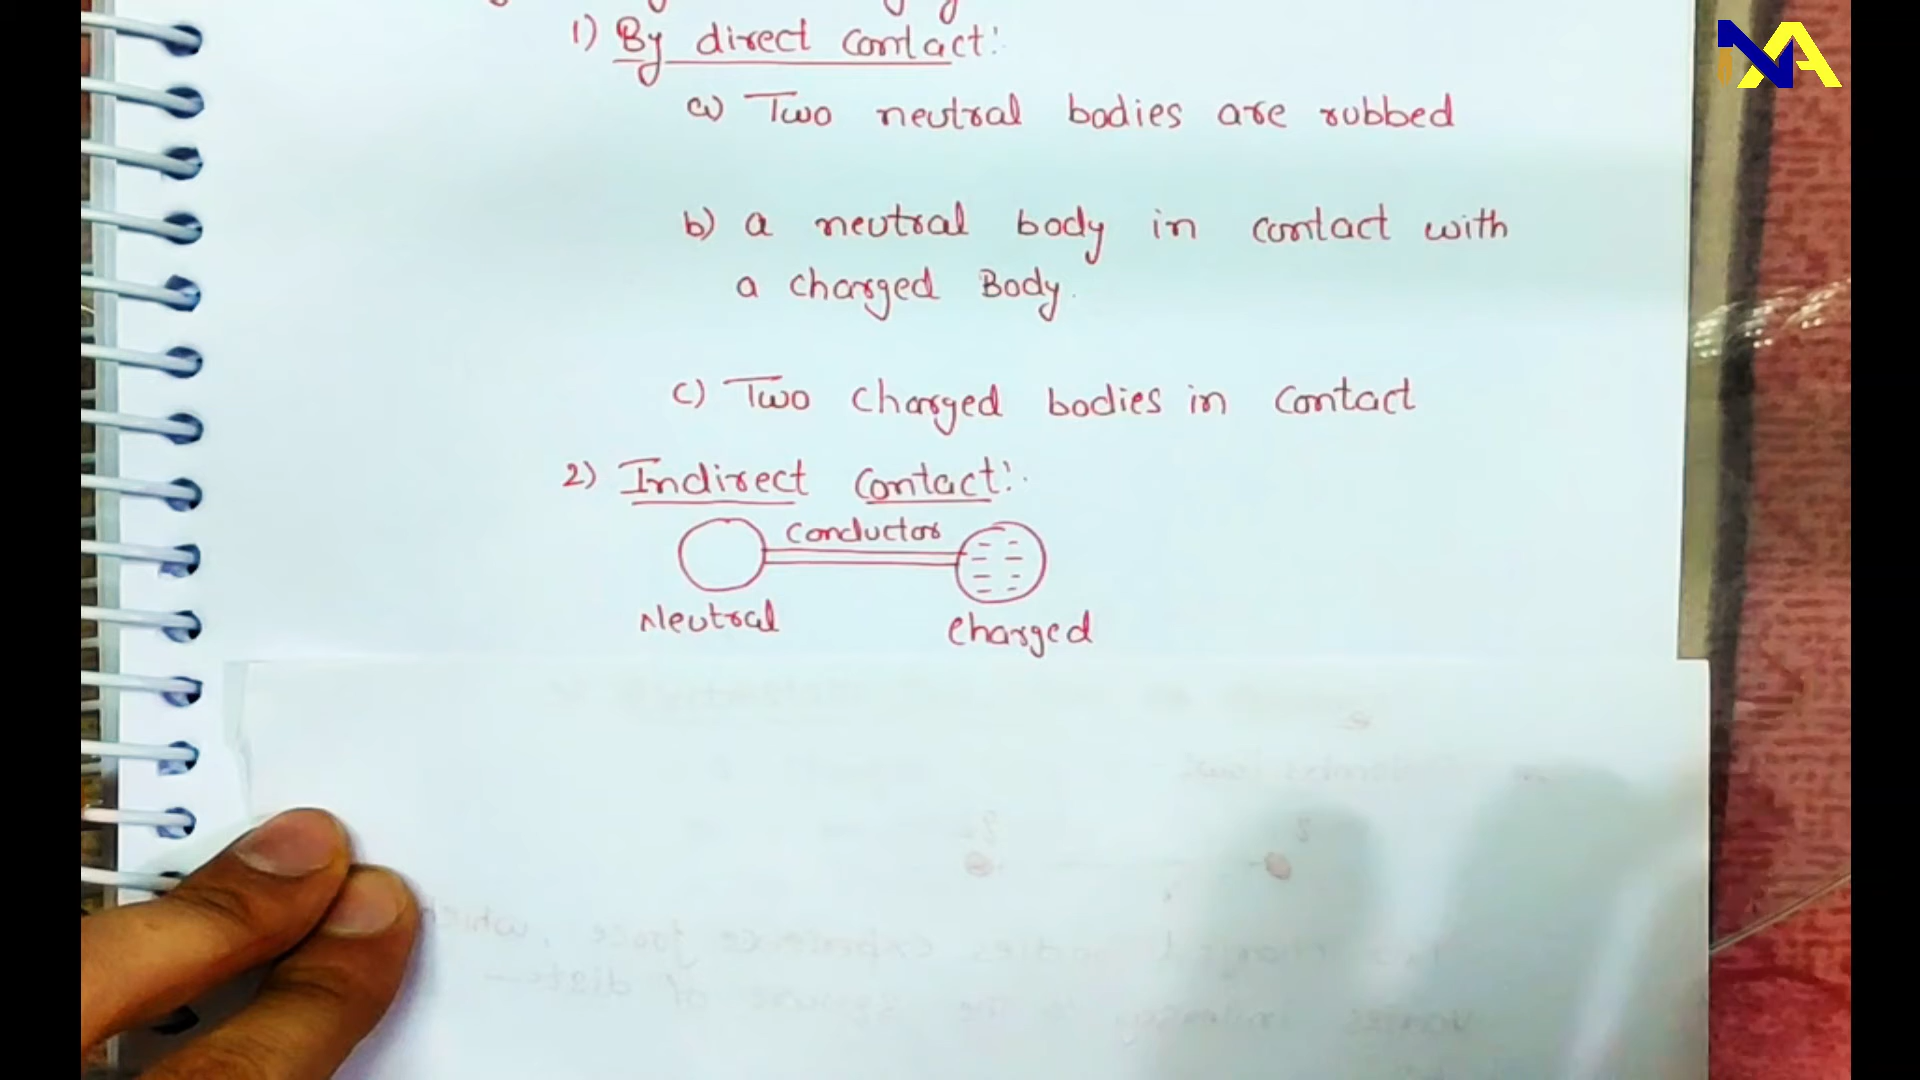 1) By direct contact:
a) Two neutral bodies are rubbed
b) a neutral body in contact with
a charged Body.
c) Two charged bodies in contact
2) Indirect contact:
conductor
Neutral
charged
NA